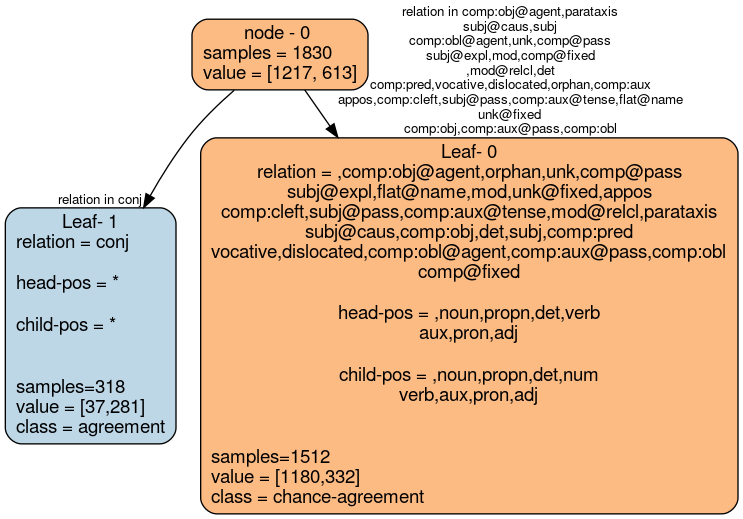 node - 0
samples = 1830
value = [1217, 613]
relation in comp:obj@agent,parataxis
subj@caus,subj
comp:obl@agent,unk,comp@pass
subj@expl,mod,comp@fixed
,mod@relcl,det
comp:pred,vocative,dislocated,orphan,comp:aux
appos,comp:cleft,subj@pass,comp:aux@tense,flat@name
unk@fixed
comp:obj,comp:aux@pass,comp:obl
relation in conj
Leaf- 1
relation = conj
head-pos = *
child-pos = *
samples=318
value = [37,281]
class = agreement
Leaf- 0
relation = ,comp:obj@agent,orphan,unk,comp@pass
subj@expl,flat@name,mod,unk@fixed,appos
comp:cleft,subj@pass,comp:aux@tense,mod@relcl,parataxis
subj@caus,comp:obj,det,subj,comp:pred
vocative,dislocated,comp:obl@agent,comp:aux@pass,comp:obl
comp@fixed
head-pos = ,noun,propn,det,verb
aux,pron,adj
child-pos = ,noun,propn,det,num
verb,aux,pron,adj
samples=1512
value = [1180,332]
class = chance-agreement